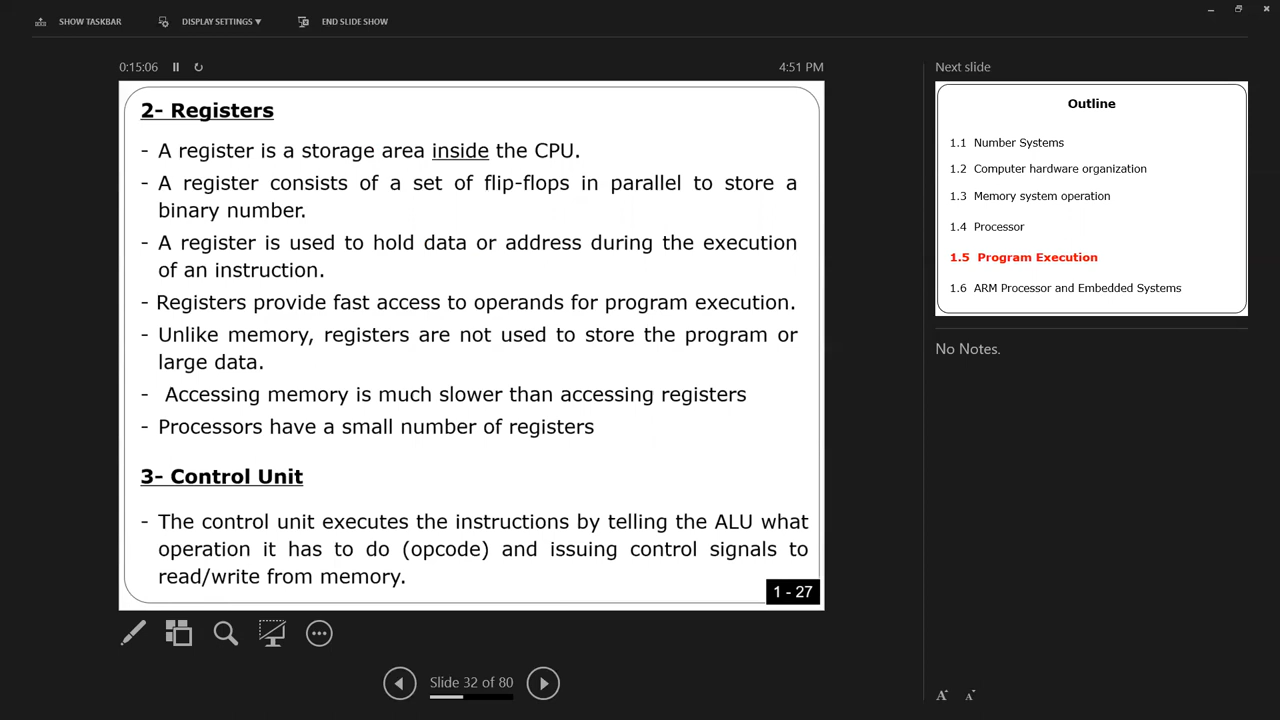 SHOW TASKBAR
DISPLAY SETTINGS ▼
END SLIDE SHOW
0:15:06
4:51 PM
2- Registers
- A register is a storage area inside the CPU.
- A register consists of a set of flip-flops in parallel to store a
binary number.
- A register is used to hold data or address during the execution
of an instruction.
- Registers provide fast access to operands for program execution.
- Unlike memory, registers are not used to store the program or
large data.
- Accessing memory is much slower than accessing registers
- Processors have a small number of registers
3- Control Unit
- The control unit executes the instructions by telling the ALU what
operation it has to do (opcode) and issuing control signals to
read/write from memory.
1 - 27
Slide 32 of 80
Next slide
Outline
1.1 Number Systems
1.2 Computer hardware organization
1.3 Memory system operation
1.4 Processor
1.5 Program Execution
1.6 ARM Processor and Embedded Systems
No Notes.
A A